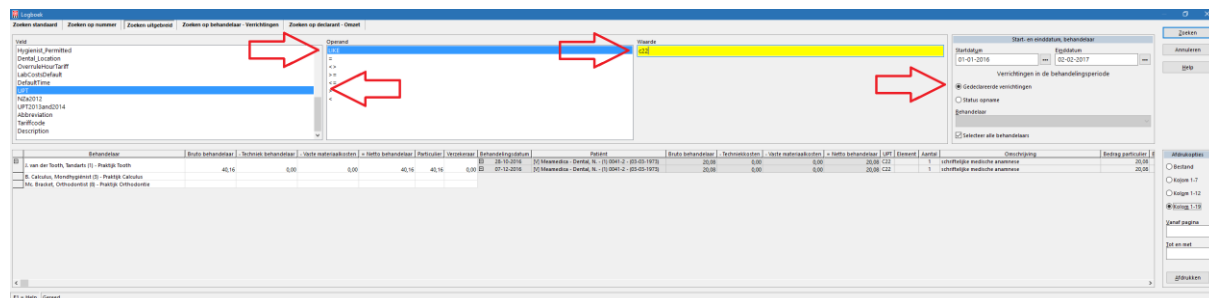 Logboek
Zoeken standaard Zoeken op nummer Zoeken uitgebreid Zoeken op behandelaar - Verrichtingen Zoeken op declarant - Omzet
Veld Operand Waarde
Hygienist_Permitted
Dental_Location
OverruleHourTariff
LabCostsDefault
DefaultTime
UPT
NZa2012
UPT2013and2014
Abbreviation
Tariffcode
Description
LIKE
=
<>
>=
<=
<
c22
Start- en einddatum, behandelaar
Startdatum Einddatum
01-01-2016 ... 02-02-2017 ...
Verrichtingen in de behandelingsperiode
Gedeclareerde verrichtingen
Status opname
Behandelaar
Selecteer alle behandelaars
Zoeken
Annuleren
Help
Behandelaar Bruto behandelaar - Techniek behandelaar - Vaste materiaalkosten = Netto behandelaar Particulier Verzekeraar Behandelingsdatum Patiënt Bruto behandelaar - Techniekkosten - Vaste materiaalkosten = Netto behandelaar UPT Element Aantal Omschrijving Bedrag particulier
J. van der Tooth, Tandarts (1) - Praktijk Tooth
40,16 0,00 0,00 40,16 40,16 0,00
28-10-2016 [V] Meamedica - Dental, N. - (1) 0041-2 - (03-03-1973) 20,08 0,00 0,00 20,08 C22 1 schriftelijke medische anamnese 20,08
07-12-2016 [V] Meamedica - Dental, N. - (1) 0041-2 - (03-03-1973) 20,08 0,00 0,00 20,08 C22 1 schriftelijke medische anamnese 20,08
B. Calculus, Mondhygiënist (5) - Praktijk Calculus
Mc. Bracket, Orthodontist (8) - Praktijk Orthodontie
Afdrukopties
Bestand
Kolom 1-7
Kolom 1-12
Kolom 1-19
Vanaf pagina
Tot en met
Afdrukken
F1 = Help Gereed